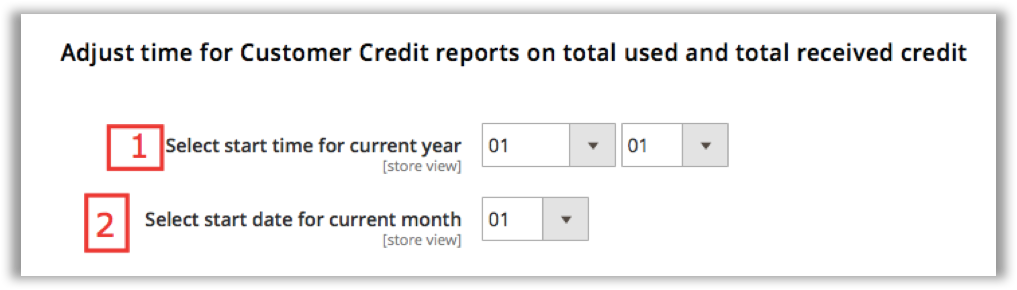 Adjust time for Customer Credit reports on total used and total received credit
1 Select start time for current year 01 01
[store view]
2 Select start date for current month 01
[store view]